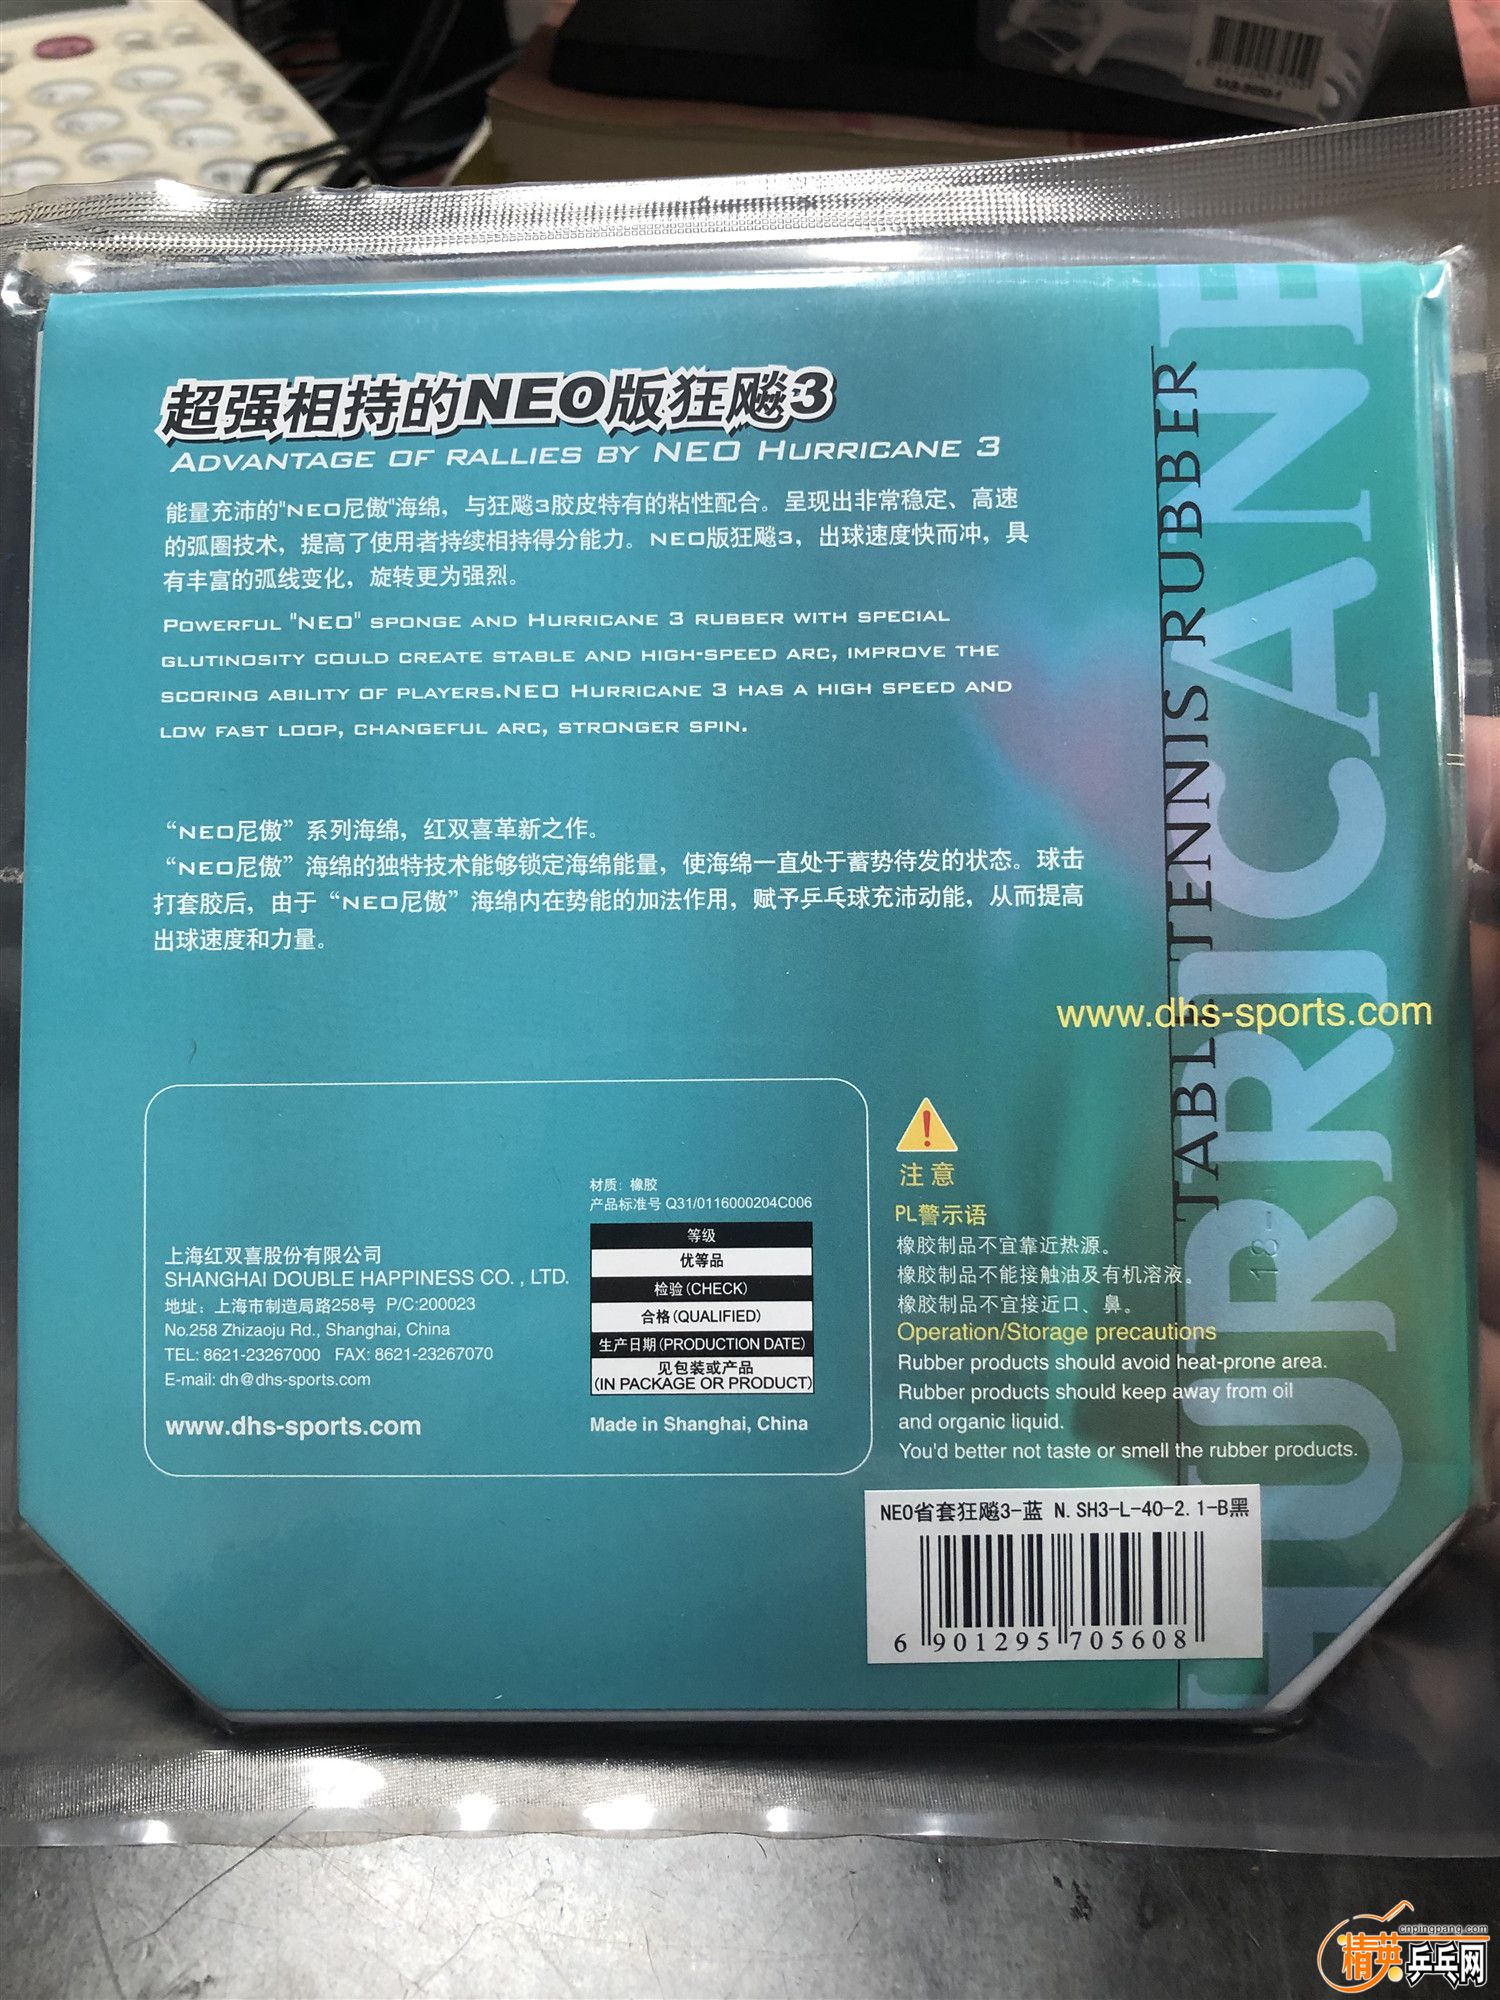 超强相持的NEO版狂飚3
ADVANTAGE OF RALLIES BY NEO HURRICANE 3
能量充沛的"NEO尼傲"海绵，与狂飚3胶皮特有的粘性配合。呈现出非常稳定、高速
的弧圈技术，提高了使用者持续相持得分能力。NEO版狂飚3，出球速度快而冲，具
有丰富的弧线变化，旋转更为强烈。
POWERFUL "NEO" SPONGE AND HURRICANE 3 RUBBER WITH SPECIAL
GLUTINOSITY COULD CREATE STABLE AND HIGH-SPEED ARC, IMPROVE THE
SCORING ABILITY OF PLAYERS.NEO HURRICANE 3 HAS A HIGH SPEED AND
LOW FAST LOOP, CHANGEFUL ARC, STRONGER SPIN.
“NEO尼傲”系列海绵，红双喜革新之作。
“NEO尼傲”海绵的独特技术能够锁定海绵能量，使海绵一直处于蓄势待发的状态。球击
打套胶后，由于“NEO尼傲”海绵内在势能的加法作用，赋予乒乓球充沛动能，从而提高
出球速度和力量。
TABLE TENNIS RUBBER
HURRICANE
www.dhs-sports.com
上海红双喜股份有限公司
SHANGHAI DOUBLE HAPPINESS CO. , LTD.
地址：上海市制造局路258号 P/C:200023
No.258 Zhizaoju Rd., Shanghai, China
TEL: 8621-23267000 FAX: 8621-23267070
E-mail: dh@dhs-sports.com
www.dhs-sports.com
材质：橡胶
产品标准号 Q31/0116000204C006
等级
优等品
检验(CHECK)
合格(QUALIFIED)
生产日期(PRODUCTION DATE)
见包装或产品
(IN PACKAGE OR PRODUCT)
Made in Shanghai, China
注意
PL警示语
橡胶制品不宜靠近热源。
橡胶制品不能接触油及有机溶液。
橡胶制品不宜接近口、鼻。
Operation/Storage precautions
Rubber products should avoid heat-prone area.
Rubber products should keep away from oil
and organic liquid.
You'd better not taste or smell the rubber products.
NEO省套狂飚3-蓝 N.SH3-L-40-2.1-B黑
6 901295 705608
cnpingpang.com
精英乒乓网